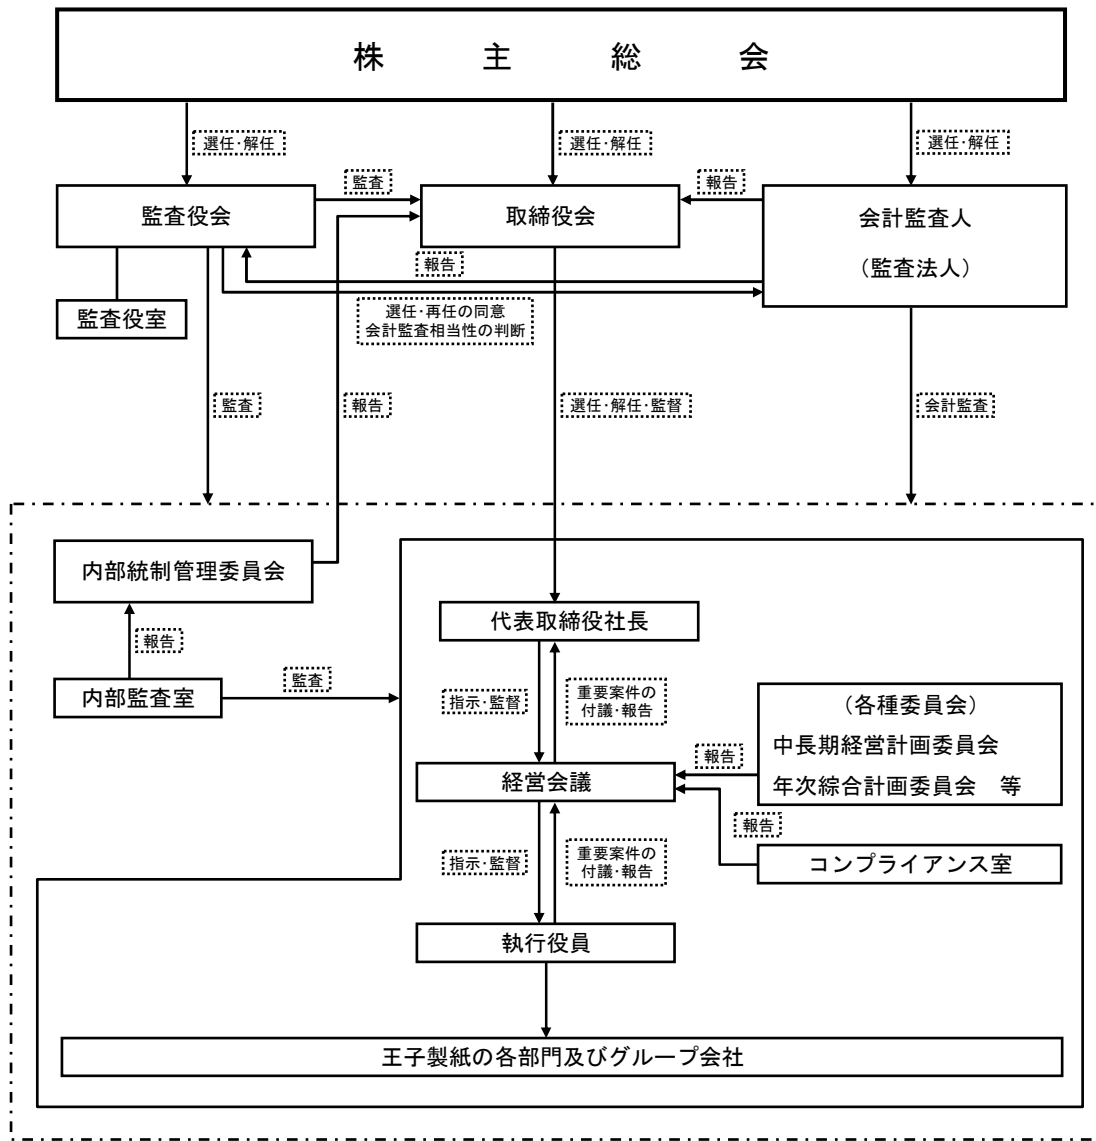 株主総会
選任・解任
選任・解任
選任・解任
監査
報告
監査役会
取締役会
会計監査人
（監査法人）
報告
監査役室
選任・再任の同意
会計監査相当性の判断
監査
報告
選任・解任・監督
会計監査
内部統制管理委員会
代表取締役社長
報告
内部監査室
監査
指示・監督
重要案件の
付議・報告
（各種委員会）
中長期経営計画委員会
年次綜合計画委員会　等
報告
経営会議
報告
指示・監督
重要案件の
付議・報告
コンプライアンス室
執行役員
王子製紙の各部門及びグループ会社